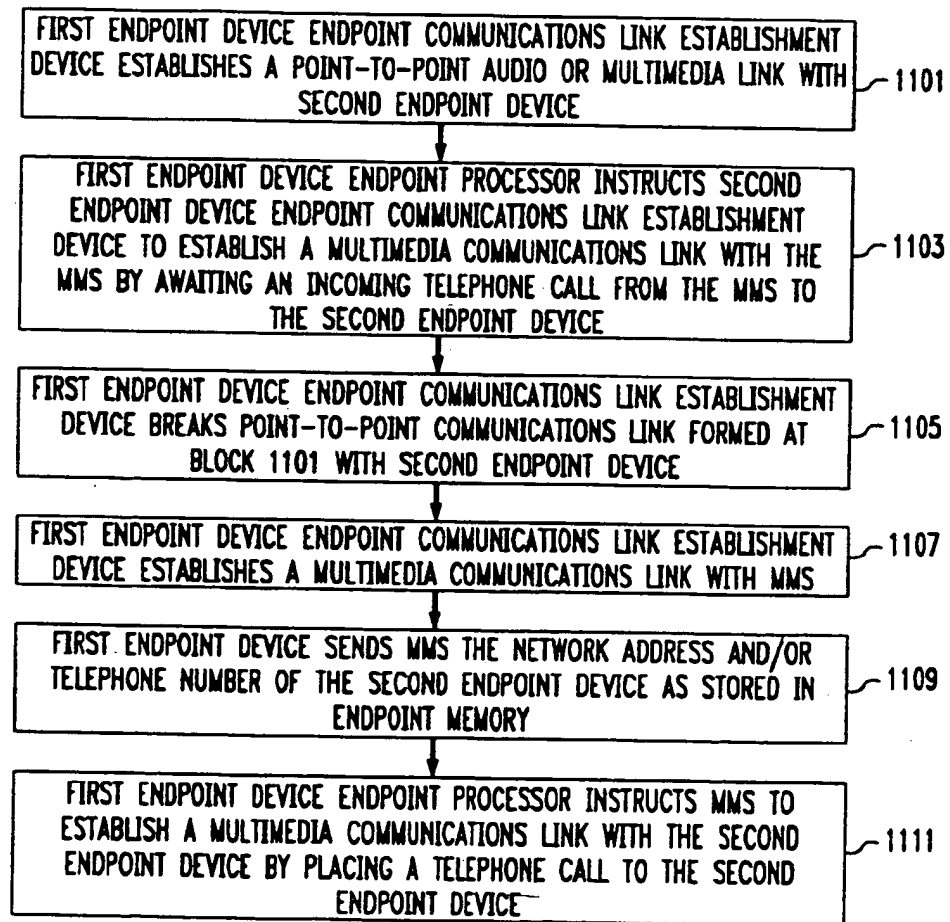 FIRST ENDPOINT DEVICE ENDPOINT COMMUNICATIONS LINK ESTABLISHMENT
DEVICE ESTABLISHES A POINT-TO-POINT AUDIO OR MULTIMEDIA LINK WITH
SECOND ENDPOINT DEVICE
1101
FIRST ENDPOINT DEVICE ENDPOINT PROCESSOR INSTRUCTS SECOND
ENDPOINT DEVICE ENDPOINT COMMUNICATIONS LINK ESTABLISHMENT
DEVICE TO ESTABLISH A MULTIMEDIA COMMUNICATIONS LINK WITH THE
MMS BY AWAITING AN INCOMING TELEPHONE CALL FROM THE MMS TO
THE SECOND ENDPOINT DEVICE
1103
FIRST ENDPOINT DEVICE ENDPOINT COMMUNICATIONS LINK ESTABLISHMENT
DEVICE BREAKS POINT-TO-POINT COMMUNICATIONS LINK FORMED AT
BLOCK 1101 WITH SECOND ENDPOINT DEVICE
1105
FIRST ENDPOINT DEVICE ENDPOINT COMMUNICATIONS LINK ESTABLISHMENT
DEVICE ESTABLISHES A MULTIMEDIA COMMUNICATIONS LINK WITH MMS
1107
FIRST ENDPOINT DEVICE SENDS MMS THE NETWORK ADDRESS AND/OR
TELEPHONE NUMBER OF THE SECOND ENDPOINT DEVICE AS STORED IN
ENDPOINT MEMORY
1109
FIRST ENDPOINT DEVICE ENDPOINT PROCESSOR INSTRUCTS MMS TO
ESTABLISH A MULTIMEDIA COMMUNICATIONS LINK WITH THE SECOND
ENDPOINT DEVICE BY PLACING A TELEPHONE CALL TO THE SECOND
ENDPOINT DEVICE
1111